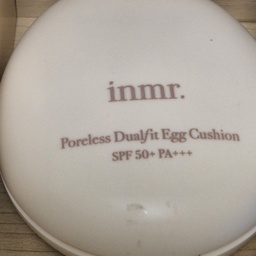 inmr.
Poreless Dualfit Egg Cushion
SPF 50+ PA+++